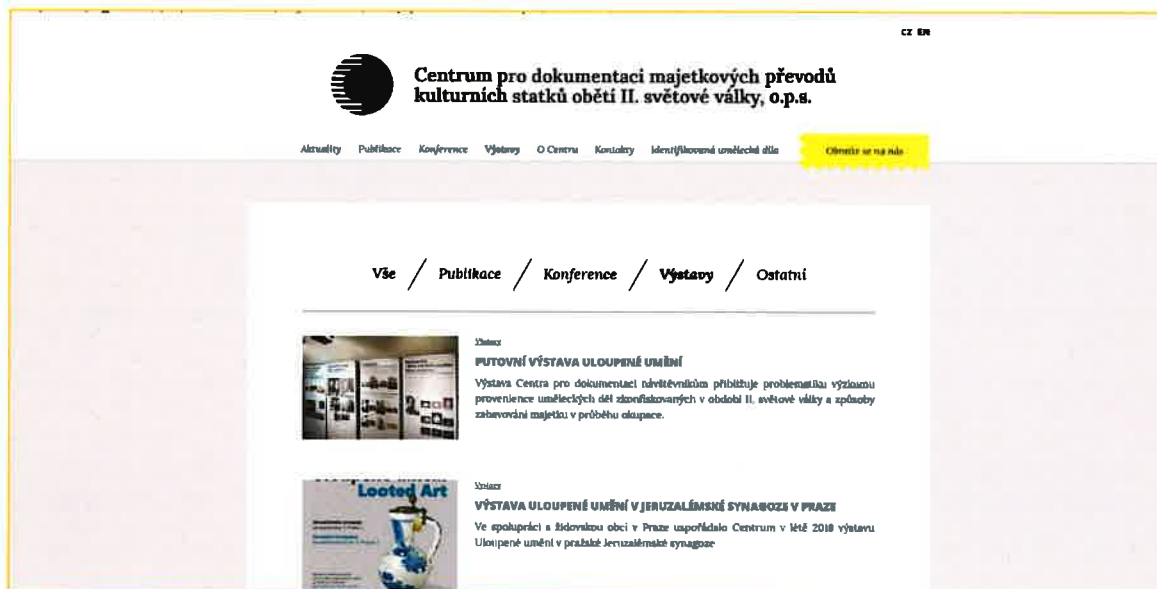 CZ EN
Centrum pro dokumentaci majetkových převodů
kulturních statků obětí II. světové války, o.p.s.
Aktuality Publikace Konference Výstavy O Centru Kontakty Identifikovaná umělecká díla Obraťte se na nás
Vše / Publikace / Konference / Výstavy / Ostatní
Výstavy
PUTOVNÍ VÝSTAVA ULOUPENÉ UMĚNÍ
Výstava Centra pro dokumentaci návštěvníkům přibližuje problematiku výzkumu
provenience uměleckých děl zkonfiskovaných v období II. světové války a způsoby
zabavování majetku v průběhu okupace.
Looted Art
Výstavy
VÝSTAVA ULOUPENÉ UMĚNÍ V JERUZALÉMSKÉ SYNAGOZE V PRAZE
Ve spolupráci s židovskou obcí v Praze uspořádalo Centrum v létě 2018 výstavu
Uloupené umění v pražské Jeruzalémské synagoze